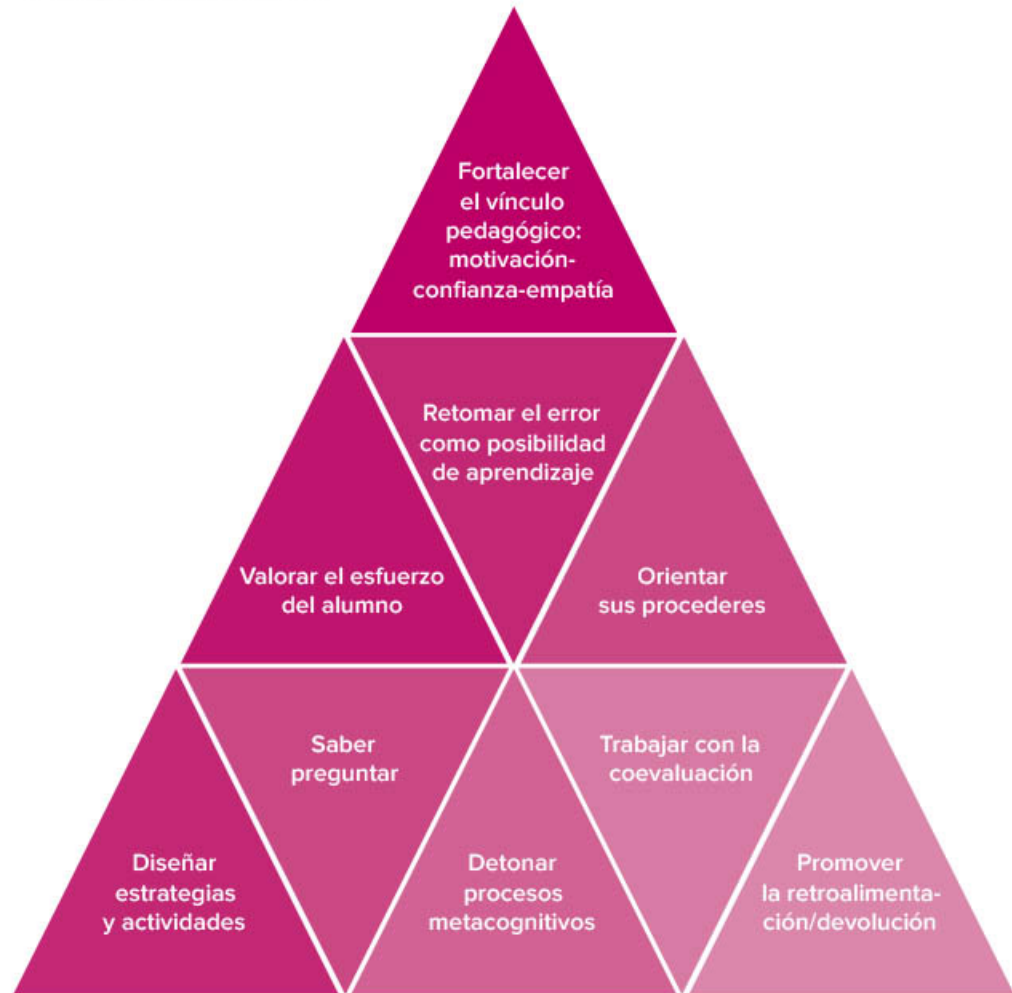 Fortalecer
el vínculo
pedagógico:
motivación-
confianza-empatía
Retomar el error
como posibilidad
de aprendizaje
Valorar el esfuerzo
del alumno
Orientar
sus procederes
Saber
preguntar
Trabajar con la
coevaluación
Diseñar
estrategias
y actividades
Detonar
procesos
metacognitivos
Promover
la retroalimenta-
ción/devolución